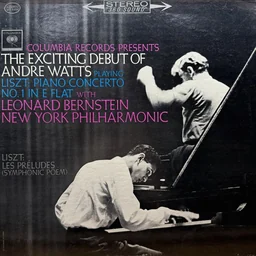 STEREO
COLUMBIA RECORDS PRESENTS
THE EXCITING DEBUT OF
ANDRE WATTS PLAYING
LISZT: PIANO CONCERTO
NO. 1 IN E FLAT WITH
LEONARD BERNSTEIN
NEW YORK PHILHARMONIC
LISZT:
LES PRÉLUDES
(SYMPHONIC POEM)